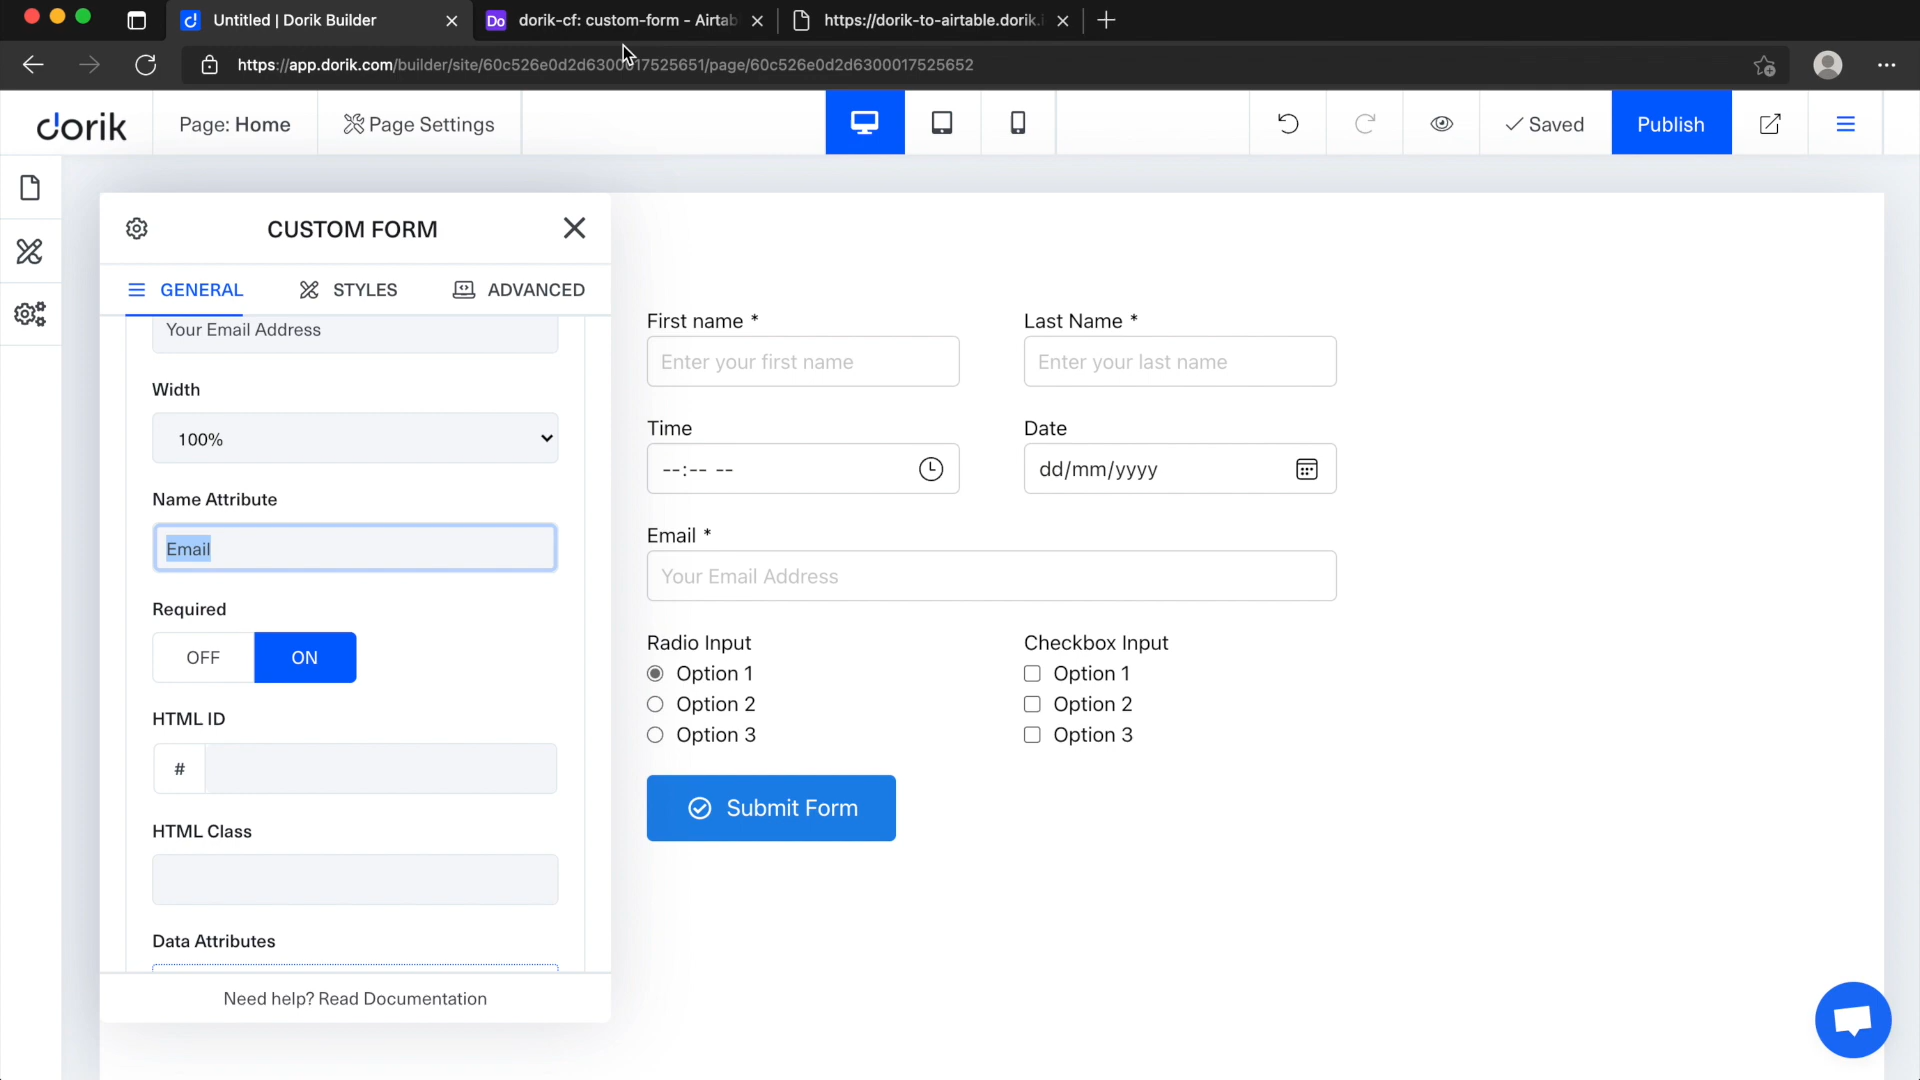 Untitled | Dorik Builder
Do dorik-cf: custom-form - Airtab
https://dorik-to-airtable.dorik.
https://app.dorik.com/builder/site/60c526e0d2d6300017525651/page/60c526e0d2d6300017525652
dorik
Page: Home
Page Settings
Saved
Publish
CUSTOM FORM
GENERAL
STYLES
ADVANCED
Your Email Address
Width
100%
Name Attribute
Email
Required
OFF
ON
HTML ID
#
HTML Class
Data Attributes
Need help? Read Documentation
First name *
Last Name *
Enter your first name
Enter your last name
Time
Date
--:-- --
dd/mm/yyyy
Email *
Your Email Address
Radio Input
Checkbox Input
Option 1
Option 1
Option 2
Option 2
Option 3
Option 3
Submit Form